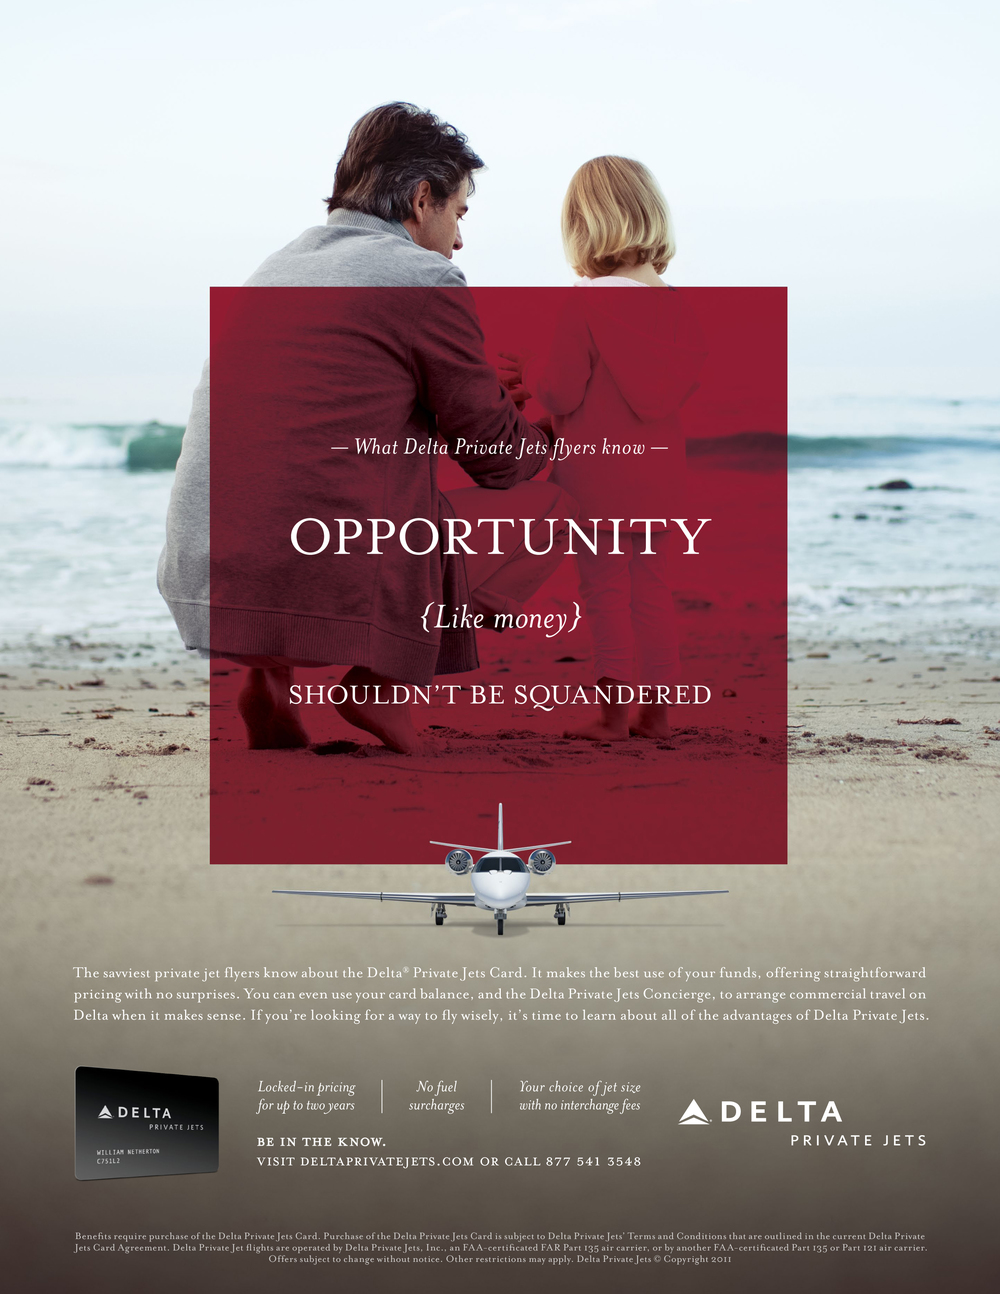 — What Delta Private Jets flyers know —
OPPORTUNITY
{Like money}
SHOULDN'T BE SQUANDERED
The savviest private jet flyers know about the Delta® Private Jets Card. It makes the best use of your funds, offering straightforward
pricing with no surprises. You can even use your card balance, and the Delta Private Jets Concierge, to arrange commercial travel on
Delta when it makes sense. If you're looking for a way to fly wisely, it's time to learn about all of the advantages of Delta Private Jets.
DELTA
PRIVATE JETS
WILLIAM NETHERTON
C751L2
Locked-in pricing
for up to two years
No fuel
surcharges
Your choice of jet size
with no interchange fees
BE IN THE KNOW.
VISIT DELTAPRIVATEJETS.COM OR CALL 877 541 3548
DELTA
PRIVATE JETS
Benefits require purchase of the Delta Private Jets Card. Purchase of the Delta Private Jets Card is subject to Delta Private Jets' Terms and Conditions that are outlined in the current Delta Private
Jets Card Agreement. Delta Private Jet flights are operated by Delta Private Jets, Inc., an FAA-certificated FAR Part 135 air carrier, or by another FAA-certificated Part 135 or Part 121 air carrier.
Offers subject to change without notice. Other restrictions may apply. Delta Private Jets © Copyright 2011